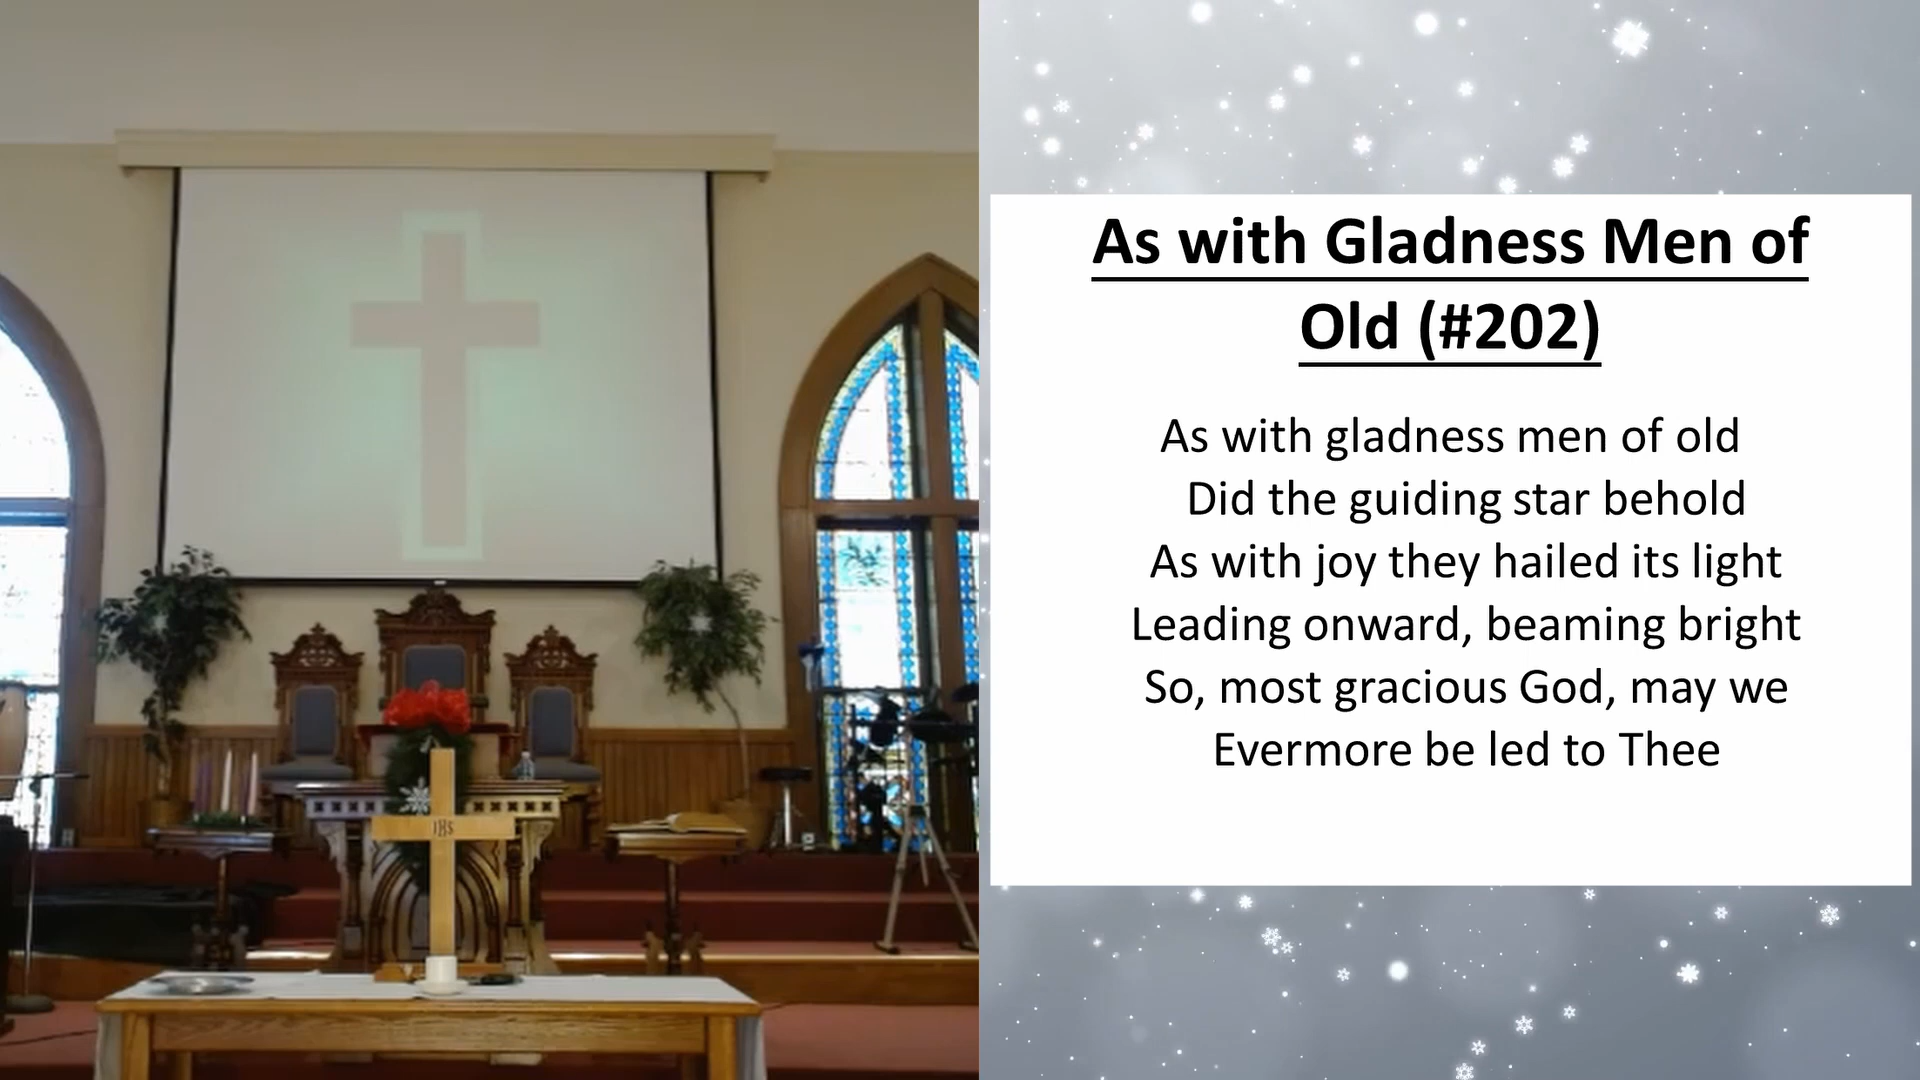 As with Gladness Men of
Old (#202)
As with gladness men of old
Did the guiding star behold
As with joy they hailed its light
Leading onward, beaming bright
So, most gracious God, may we
Evermore be led to Thee
IHS